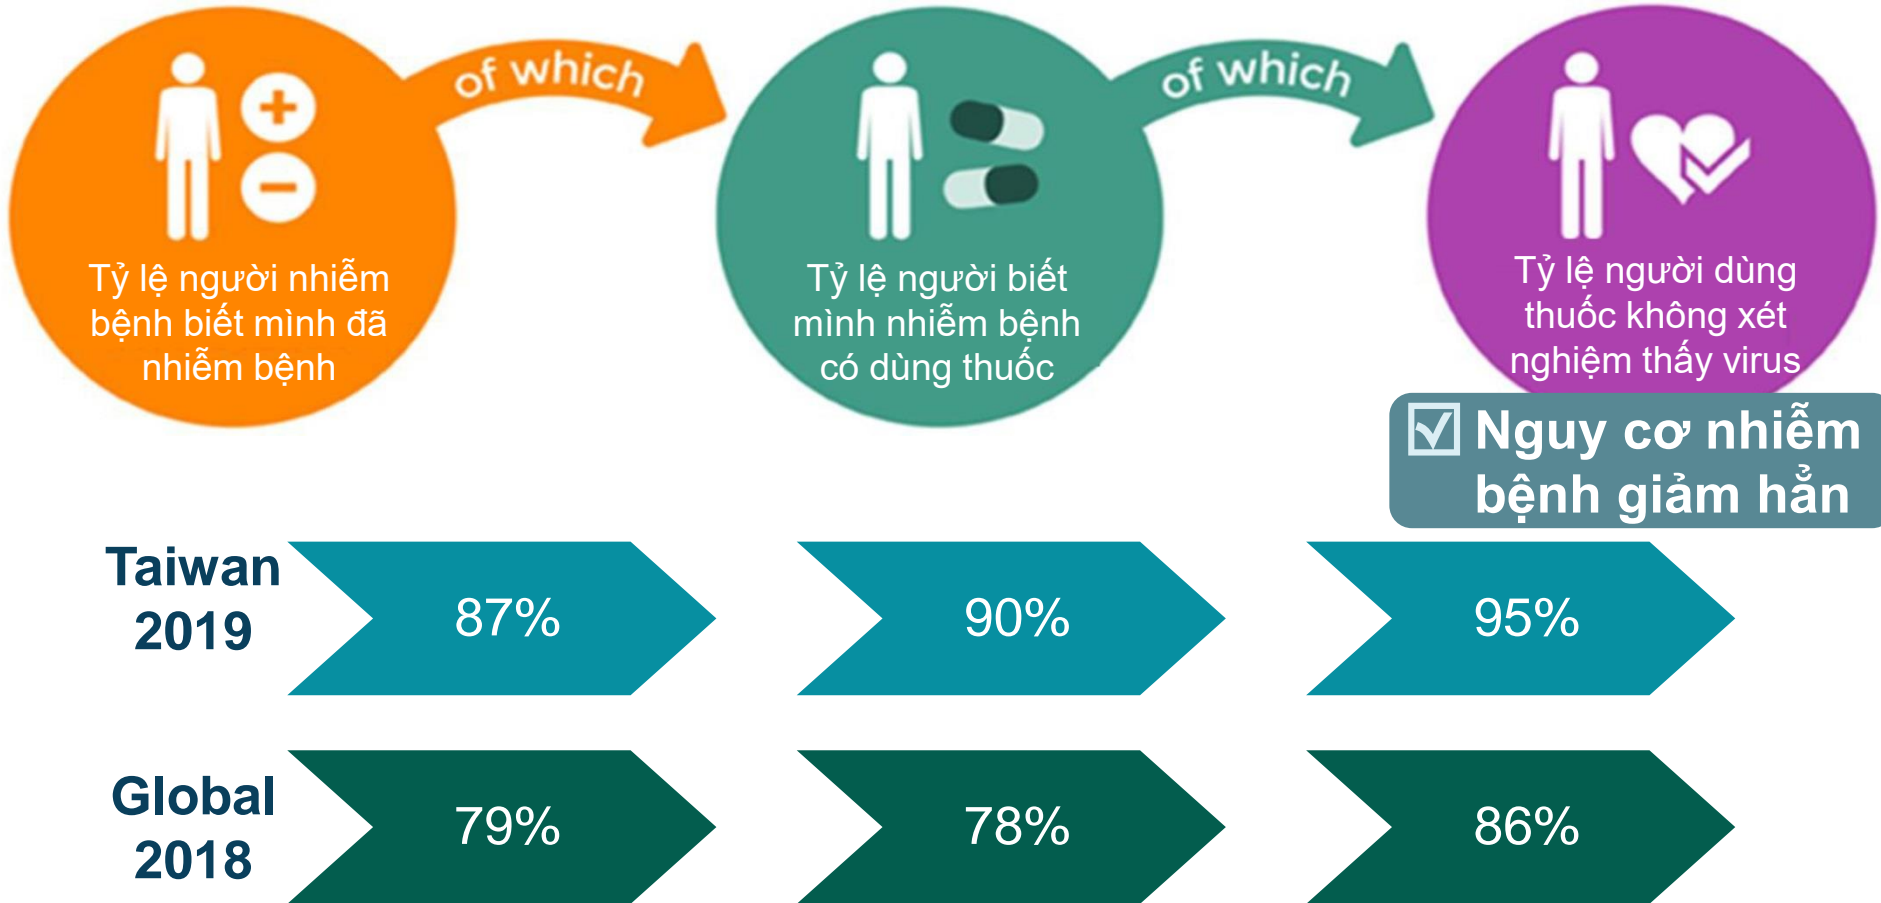 of which
of which
Tỷ lệ người nhiễm
bệnh biết mình đã
nhiễm bệnh
Tỷ lệ người biết
mình nhiễm bệnh
có dùng thuốc
Tỷ lệ người dùng
thuốc không xét
nghiệm thấy virus
Nguy cơ nhiễm
bệnh giảm hẳn
Taiwan
2019
87%
90%
95%
Global
2018
79%
78%
86%